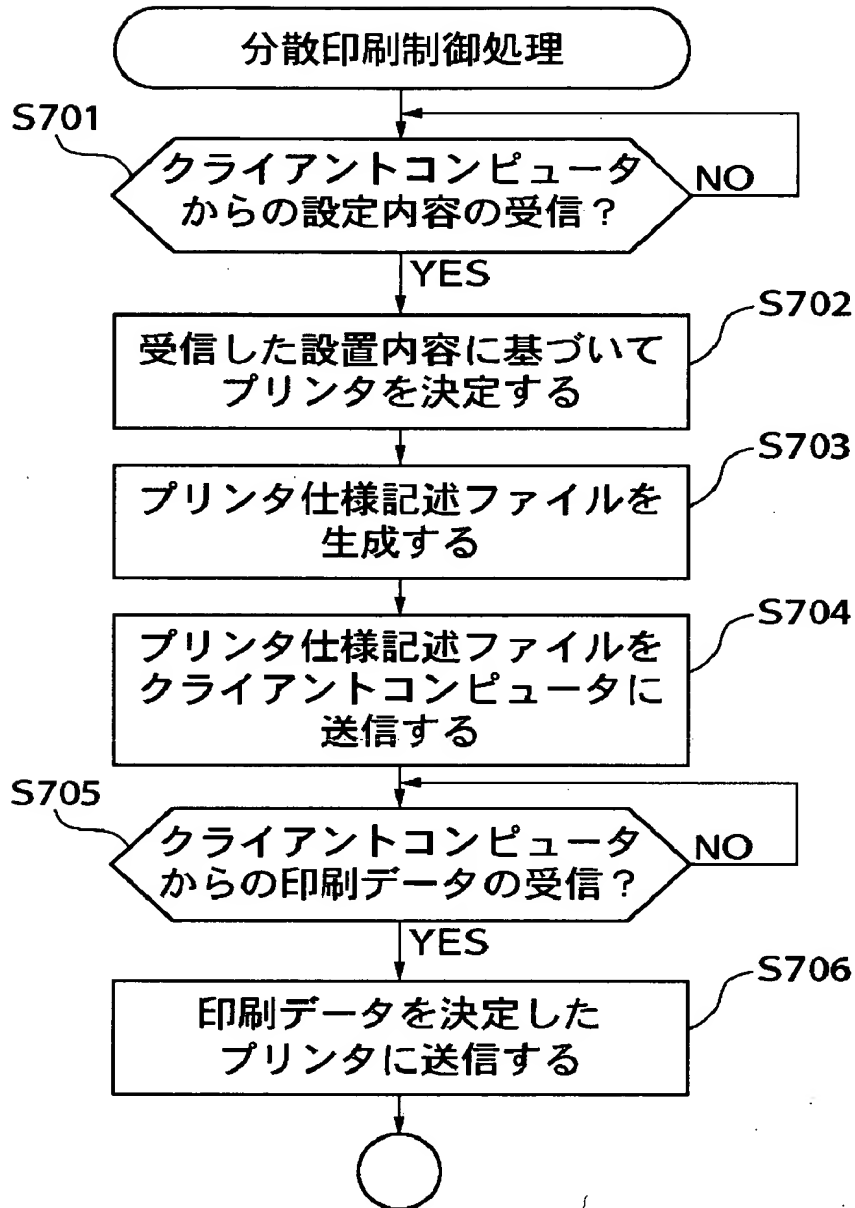 分散印刷制御処理
S701
クライアントコンピュータ
からの設定内容の受信？
NO
YES
S702
受信した設置内容に基づいて
プリンタを決定する
S703
プリンタ仕様記述ファイルを
生成する
S704
プリンタ仕様記述ファイルを
クライアントコンピュータに
送信する
S705
クライアントコンピュータ
からの印刷データの受信？
NO
YES
S706
印刷データを決定した
プリンタに送信する